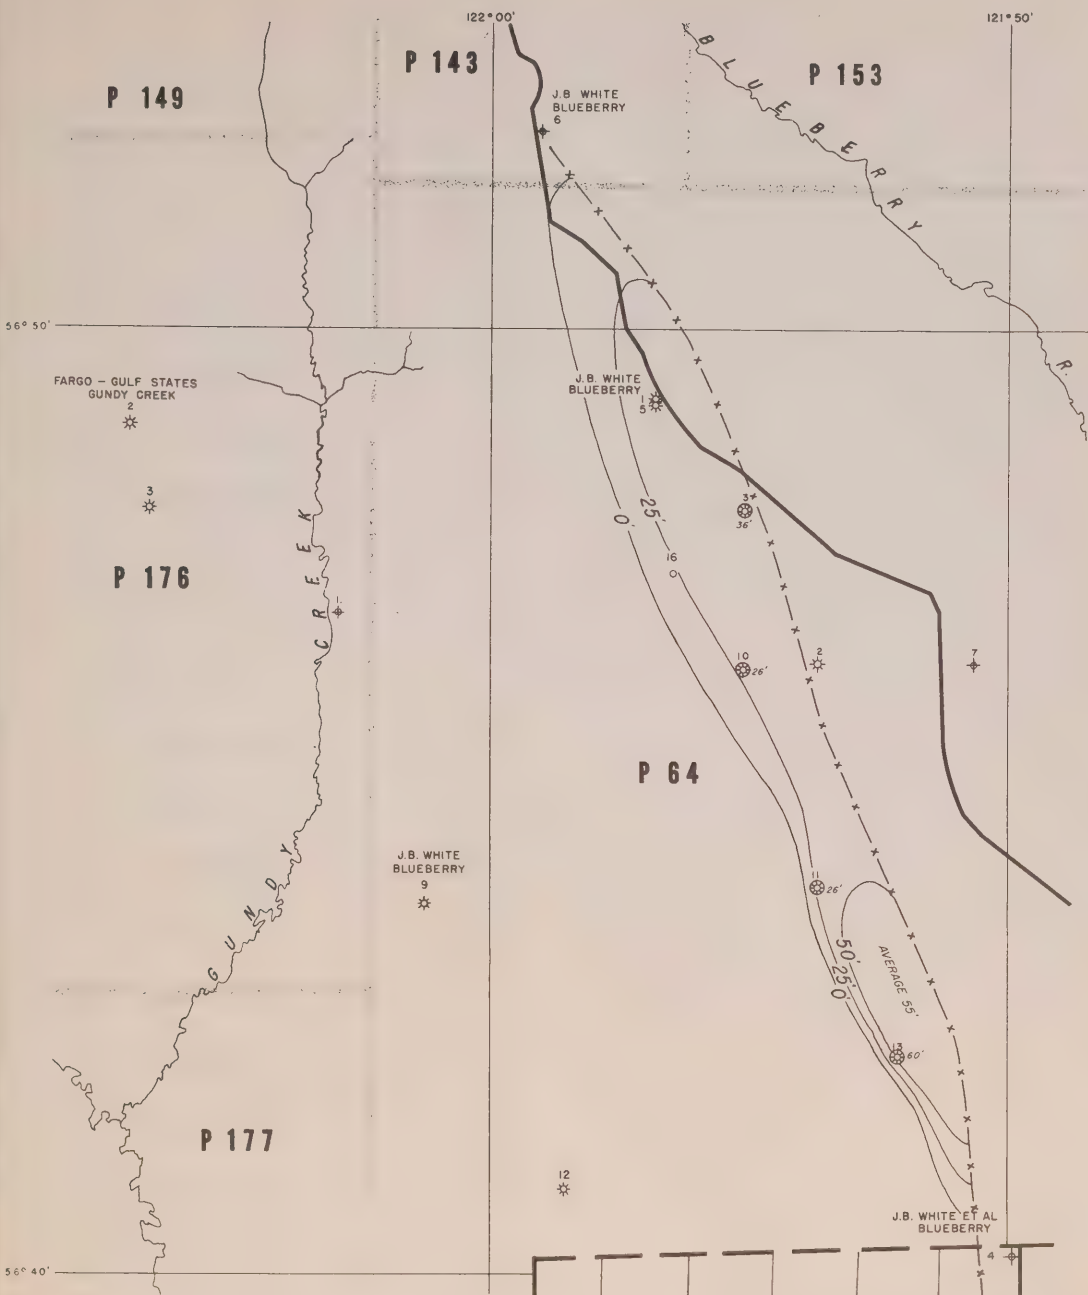 122° 00'
121° 50'
P 143
P 149
P 153
BLUEBERRY R.
J.B. WHITE
BLUEBERRY
6
56° 50'
FARGO – GULF STATES
GUNDY CREEK
2
J.B. WHITE
BLUEBERRY
1
5
3
3
36'
25'
0'
16
P 176
1
10
26'
2
7
P 64
GUNDY CREEK
J.B. WHITE
BLUEBERRY
9
11
26'
50'
25'
0'
AVERAGE 55'
13
60'
P 177
12
J.B. WHITE ET AL
BLUEBERRY
4
56° 40'